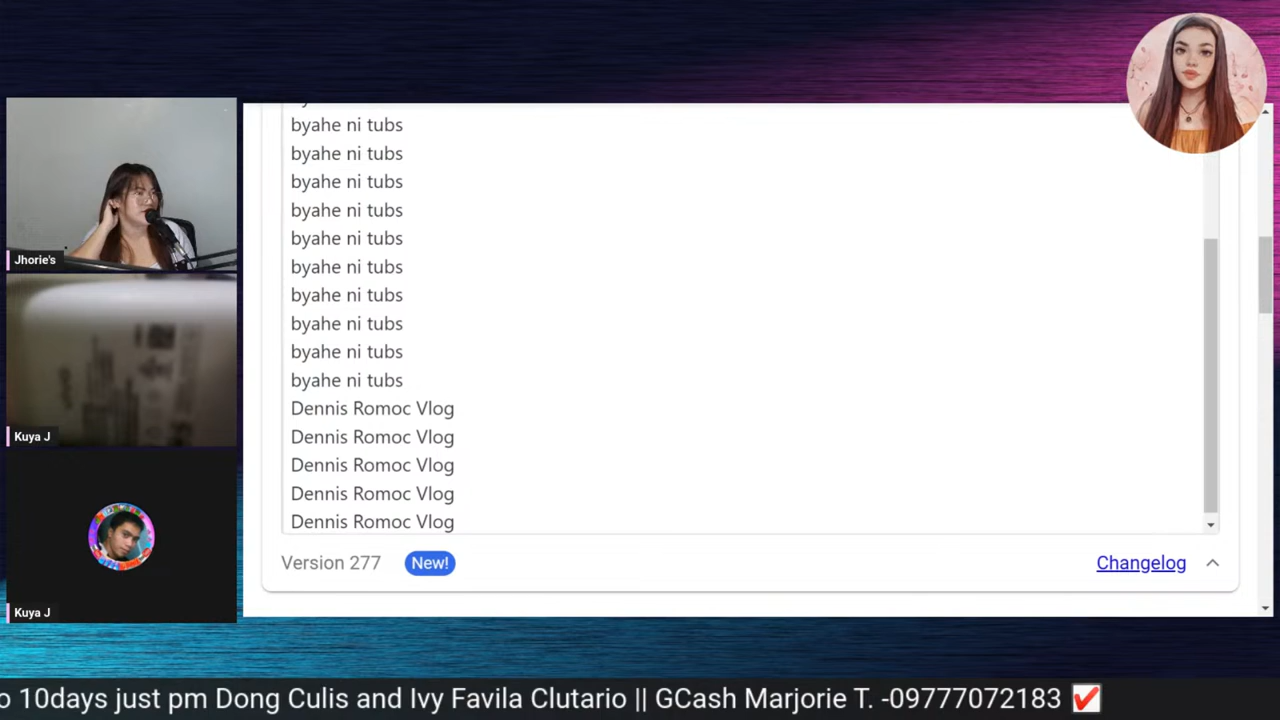 byahe ni tubs
byahe ni tubs
byahe ni tubs
byahe ni tubs
byahe ni tubs
byahe ni tubs
byahe ni tubs
byahe ni tubs
byahe ni tubs
byahe ni tubs
Dennis Romoc Vlog
Dennis Romoc Vlog
Dennis Romoc Vlog
Dennis Romoc Vlog
Dennis Romoc Vlog
Version 277
New!
Changelog
Jhorie's
Kuya J
Kuya J
o 10days just pm Dong Culis and Ivy Favila Clutario || GCash Marjorie T. -09777072183 ✅